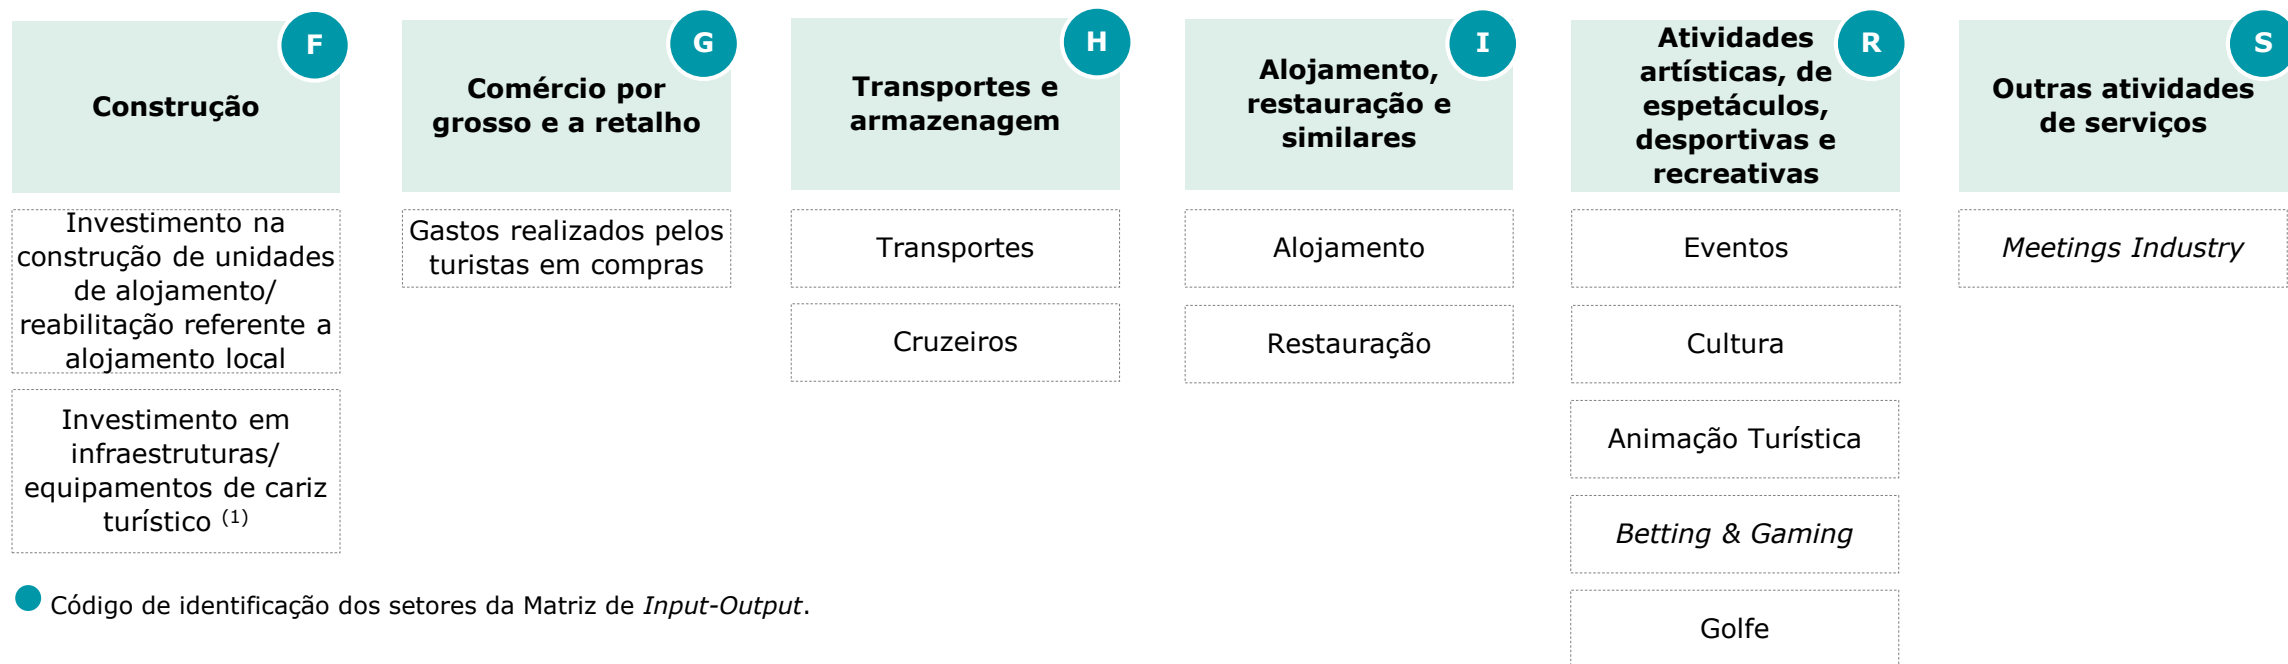 F
Construção
Investimento na
construção de unidades
de alojamento/
reabilitação referente a
alojamento local
Investimento em
infraestruturas/
equipamentos de cariz
turístico (1)
G
Comércio por
grosso e a retalho
Gastos realizados pelos
turistas em compras
H
Transportes e
armazenagem
Transportes
Cruzeiros
I
Alojamento,
restauração e
similares
Alojamento
Restauração
R
Atividades
artísticas, de
espetáculos,
desportivas e
recreativas
Eventos
Cultura
Animação Turística
Betting & Gaming
Golfe
S
Outras atividades
de serviços
Meetings Industry
Código de identificação dos setores da Matriz de Input-Output.